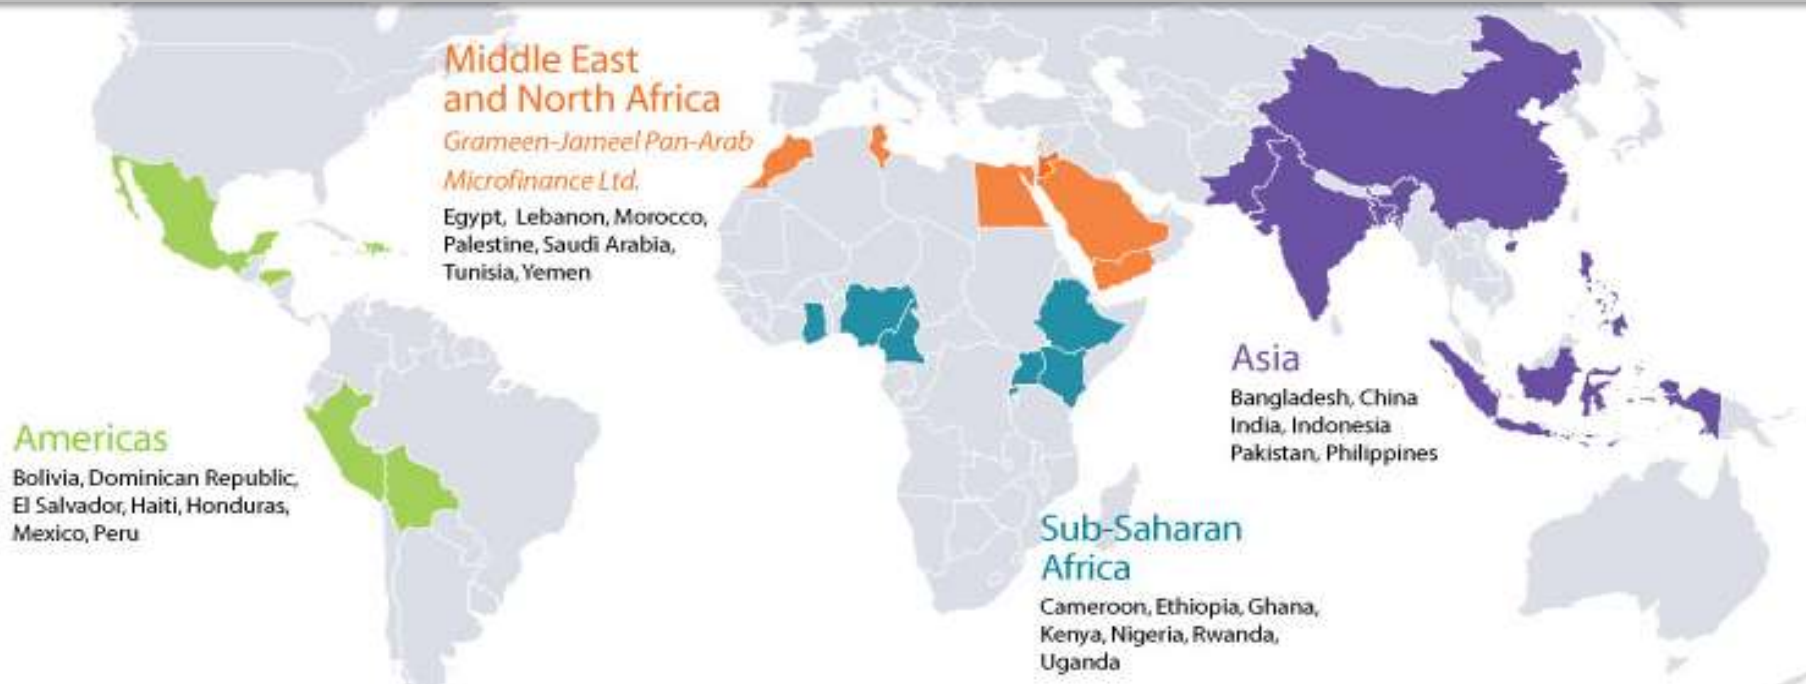 Middle East
and North Africa
Grameen-Jameel Pan-Arab
Microfinance Ltd.
Egypt, Lebanon, Morocco,
Palestine, Saudi Arabia,
Tunisia, Yemen
Americas
Bolivia, Dominican Republic,
El Salvador, Haiti, Honduras,
Mexico, Peru
Asia
Bangladesh, China
India, Indonesia
Pakistan, Philippines
Sub-Saharan
Africa
Cameroon, Ethiopia, Ghana,
Kenya, Nigeria, Rwanda,
Uganda